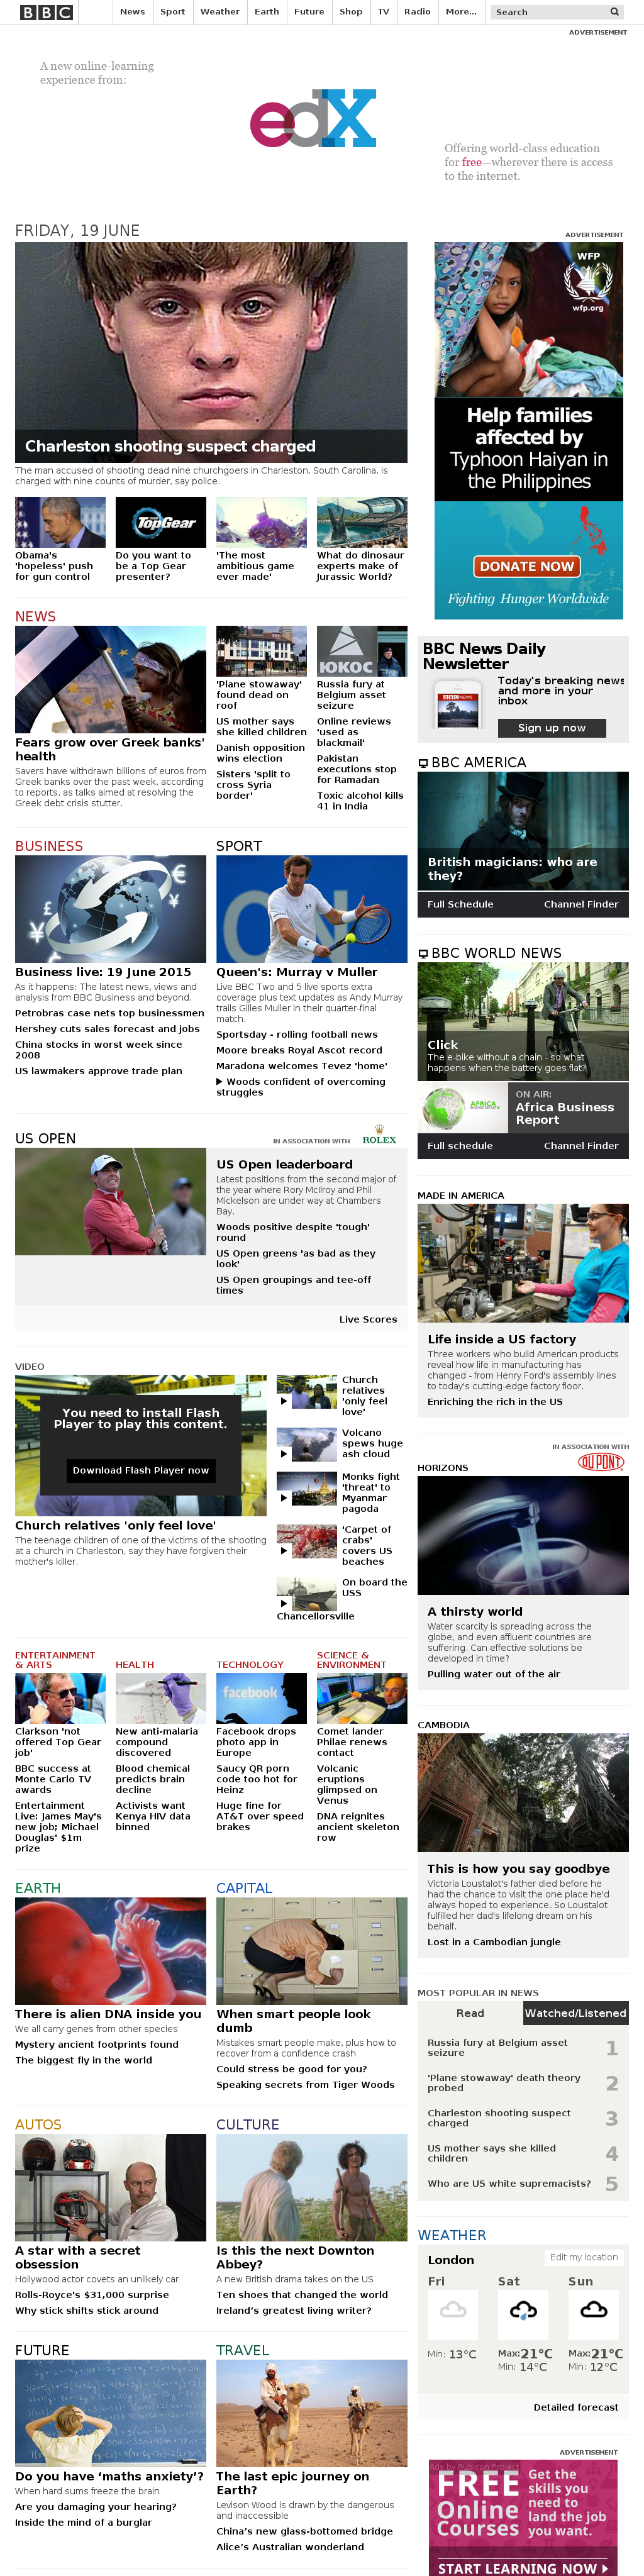 BBC
News
Sport
Weather
Earth
Future
Shop
TV
Radio
More...
Search
ADVERTISEMENT
A new online-learning
experience from:
edX
Offering world-class education
for free—wherever there is access
to the internet.
FRIDAY, 19 JUNE
Charleston shooting suspect charged
The man accused of shooting dead nine churchgoers in Charleston, South Carolina, is
charged with nine counts of murder, say police.
Obama's
'hopeless' push
for gun control
TopGear
Do you want to
be a Top Gear
presenter?
'The most
ambitious game
ever made'
What do dinosaur
experts make of
Jurassic World?
NEWS
Fears grow over Greek banks'
health
Savers have withdrawn billions of euros from
Greek banks over the past week, according
to reports, as talks aimed at resolving the
Greek debt crisis stutter.
'Plane stowaway'
found dead on
roof
US mother says
she killed children
Danish opposition
wins election
Sisters 'split to
cross Syria
border'
ЮКОС
Russia fury at
Belgium asset
seizure
Online reviews
'used as
blackmail'
Pakistan
executions stop
for Ramadan
Toxic alcohol kills
41 in India
BUSINESS
Business live: 19 June 2015
As it happens: The latest news, views and
analysis from BBC Business and beyond.
Petrobras case nets top businessmen
Hershey cuts sales forecast and jobs
China stocks in worst week since
2008
US lawmakers approve trade plan
SPORT
Queen's: Murray v Muller
Live BBC Two and 5 live sports extra
coverage plus text updates as Andy Murray
trails Gilles Muller in their quarter-final
match.
Sportsday - rolling football news
Moore breaks Royal Ascot record
Maradona welcomes Tevez 'home'
Woods confident of overcoming
struggles
US OPEN
IN ASSOCIATION WITH
ROLEX
US Open leaderboard
Latest positions from the second major of
the year where Rory McIlroy and Phil
Mickelson are under way at Chambers
Bay.
Woods positive despite 'tough'
round
US Open greens 'as bad as they
look'
US Open groupings and tee-off
times
Live Scores
VIDEO
You need to install Flash
Player to play this content.
Download Flash Player now
Church relatives 'only feel love'
The teenage children of one of the victims of the shooting
at a church in Charleston, say they have forgiven their
mother's killer.
Church
relatives
'only feel
love'
Volcano
spews huge
ash cloud
Monks fight
'threat' to
Myanmar
pagoda
'Carpet of
crabs'
covers US
beaches
On board the
USS
Chancellorsville
ENTERTAINMENT
& ARTS
Clarkson 'not
offered Top Gear
job'
BBC success at
Monte Carlo TV
awards
Entertainment
Live: James May's
new job; Michael
Douglas' $1m
prize
HEALTH
New anti-malaria
compound
discovered
Blood chemical
predicts brain
decline
Activists want
Kenya HIV data
binned
TECHNOLOGY
facebook
Facebook drops
photo app in
Europe
Saucy QR porn
code too hot for
Heinz
Huge fine for
AT&T over speed
brakes
SCIENCE &
ENVIRONMENT
Comet lander
Philae renews
contact
Volcanic
eruptions
glimpsed on
Venus
DNA reignites
ancient skeleton
row
EARTH
There is alien DNA inside you
We all carry genes from other species
Mystery ancient footprints found
The biggest fly in the world
CAPITAL
When smart people look
dumb
Mistakes smart people make, plus how to
recover from a confidence crash
Could stress be good for you?
Speaking secrets from Tiger Woods
AUTOS
A star with a secret
obsession
Hollywood actor covets an unlikely car
Rolls-Royce's $31,000 surprise
Why stick shifts stick around
CULTURE
Is this the next Downton
Abbey?
A new British drama takes on the US
Ten shoes that changed the world
Ireland's greatest living writer?
FUTURE
Do you have ‘maths anxiety’?
When hard sums freeze the brain
Are you damaging your hearing?
Inside the mind of a burglar
TRAVEL
The last epic journey on
Earth?
Levison Wood is drawn by the dangerous
and inaccessible
China’s new glass-bottomed bridge
Alice’s Australian wonderland
ADVERTISEMENT
WFP
wfp.org
Help families
affected by
Typhoon Haiyan in
the Philippines
DONATE NOW
Fighting Hunger Worldwide
BBC News Daily
Newsletter
BBC NEWS
Today's breaking news
and more in your
inbox
Sign up now
BBC AMERICA
British magicians: who are
they?
Full Schedule
Channel Finder
BBC WORLD NEWS
Click
The e-bike without a chain - so what
happens when the battery goes flat?
AFRICA
ON AIR:
Africa Business
Report
Full schedule
Channel Finder
MADE IN AMERICA
Life inside a US factory
Three workers who build American products
reveal how life in manufacturing has
changed - from Henry Ford's assembly lines
to today's cutting-edge factory floor.
Enriching the rich in the US
IN ASSOCIATION WITH
HORIZONS
DUPONT
A thirsty world
Water scarcity is spreading across the
globe, and even affluent countries are
suffering. Can effective solutions be
developed in time?
Pulling water out of the air
CAMBODIA
This is how you say goodbye
Victoria Loustalot's father died before he
had the chance to visit the one place he'd
always hoped to experience. So Loustalot
fulfilled her dad's lifelong dream on his
behalf.
Lost in a Cambodian jungle
MOST POPULAR IN NEWS
Read
Watched/Listened
Russia fury at Belgium asset
seizure
1
'Plane stowaway' death theory
probed
2
Charleston shooting suspect
charged
3
US mother says she killed
children
4
Who are US white supremacists?
5
WEATHER
London
Edit my location
Fri
Sat
Sun
Min: 13°C
Max: 21°C
Min: 14°C
Max: 21°C
Min: 12°C
Detailed forecast
ADVERTISEMENT
Ads by Rubicon Project
FREE
Online
Courses
Get the
skills you
need to
land the job
you want.
START LEARNING NOW